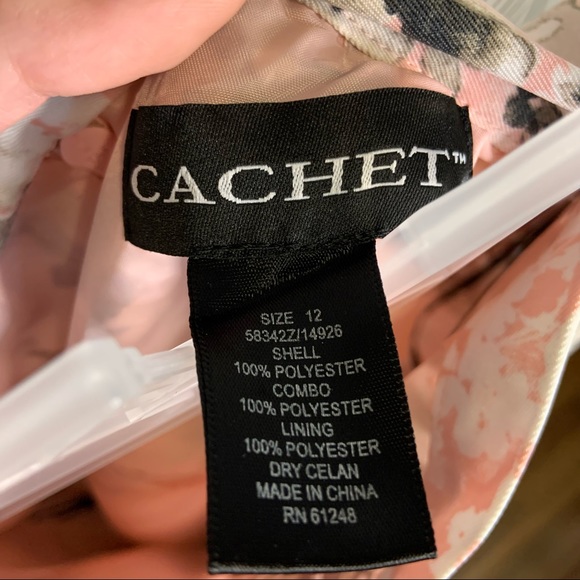 CACHET™
SIZE 12
58342Z/14926
SHELL
100% POLYESTER
COMBO
100% POLYESTER
LINING
100% POLYESTER
DRY CELAN
MADE IN CHINA
RN 61248